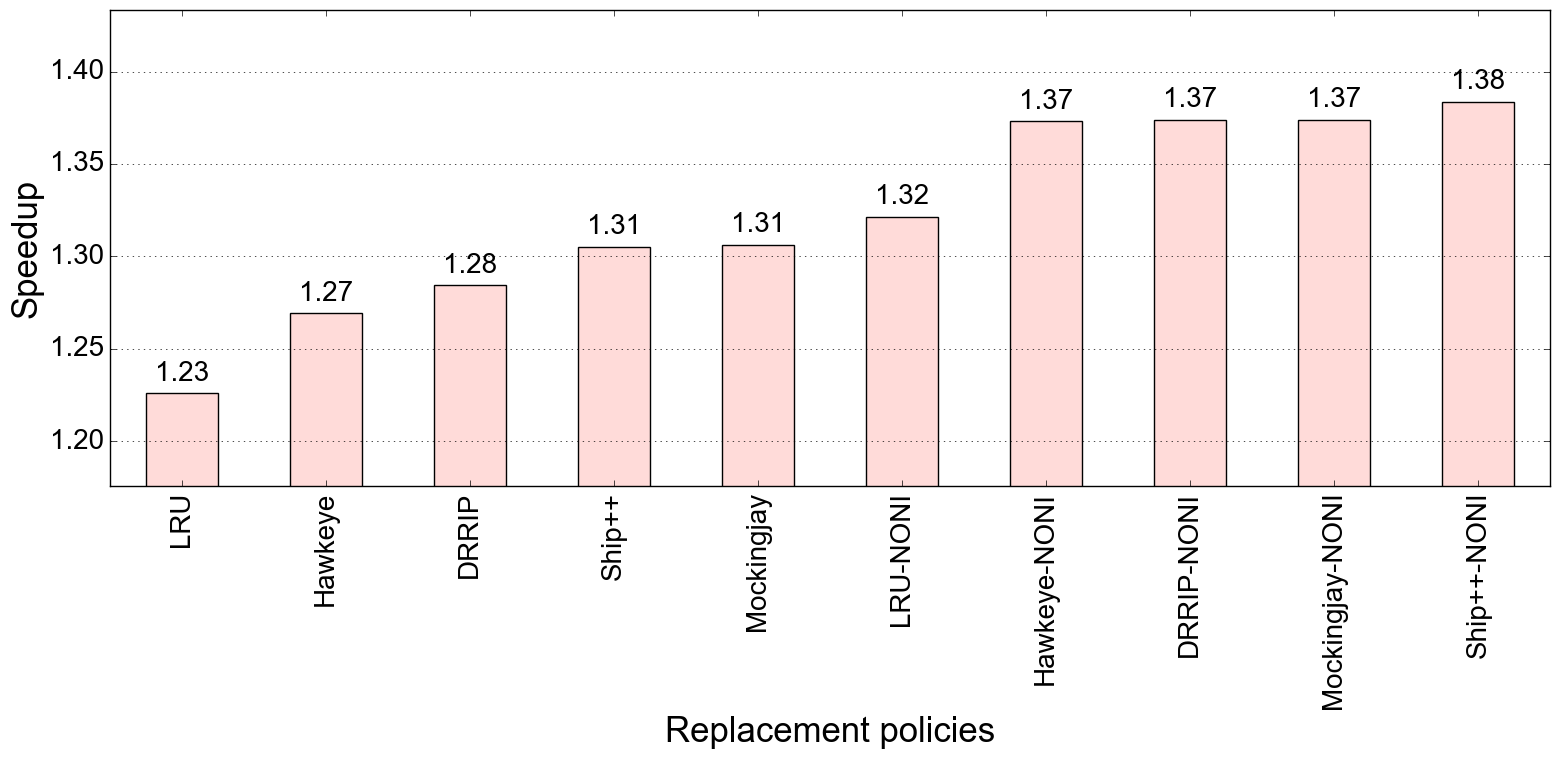 1.40
1.35
1.30
1.25
1.20
Speedup
1.23
1.27
1.28
1.31
1.31
1.32
1.37
1.37
1.37
1.38
LRU
Hawkeye
DRRIP
Ship++
Mockingjay
LRU-NONI
Hawkeye-NONI
DRRIP-NONI
Mockingjay-NONI
Ship++-NONI
Replacement policies